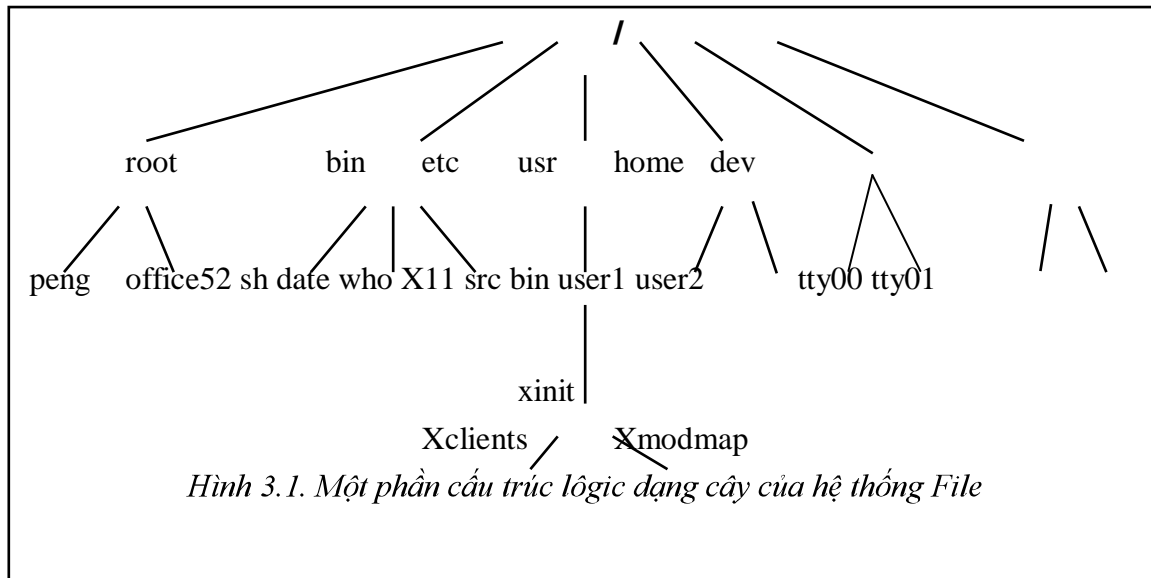 /
root bin etc usr home dev
peng office52 sh date who X11 src bin user1 user2 tty00 tty01
xinit
Xclients Xmodmap
Hình 3.1. Một phần cấu trúc lôgic dạng cây của hệ thống File